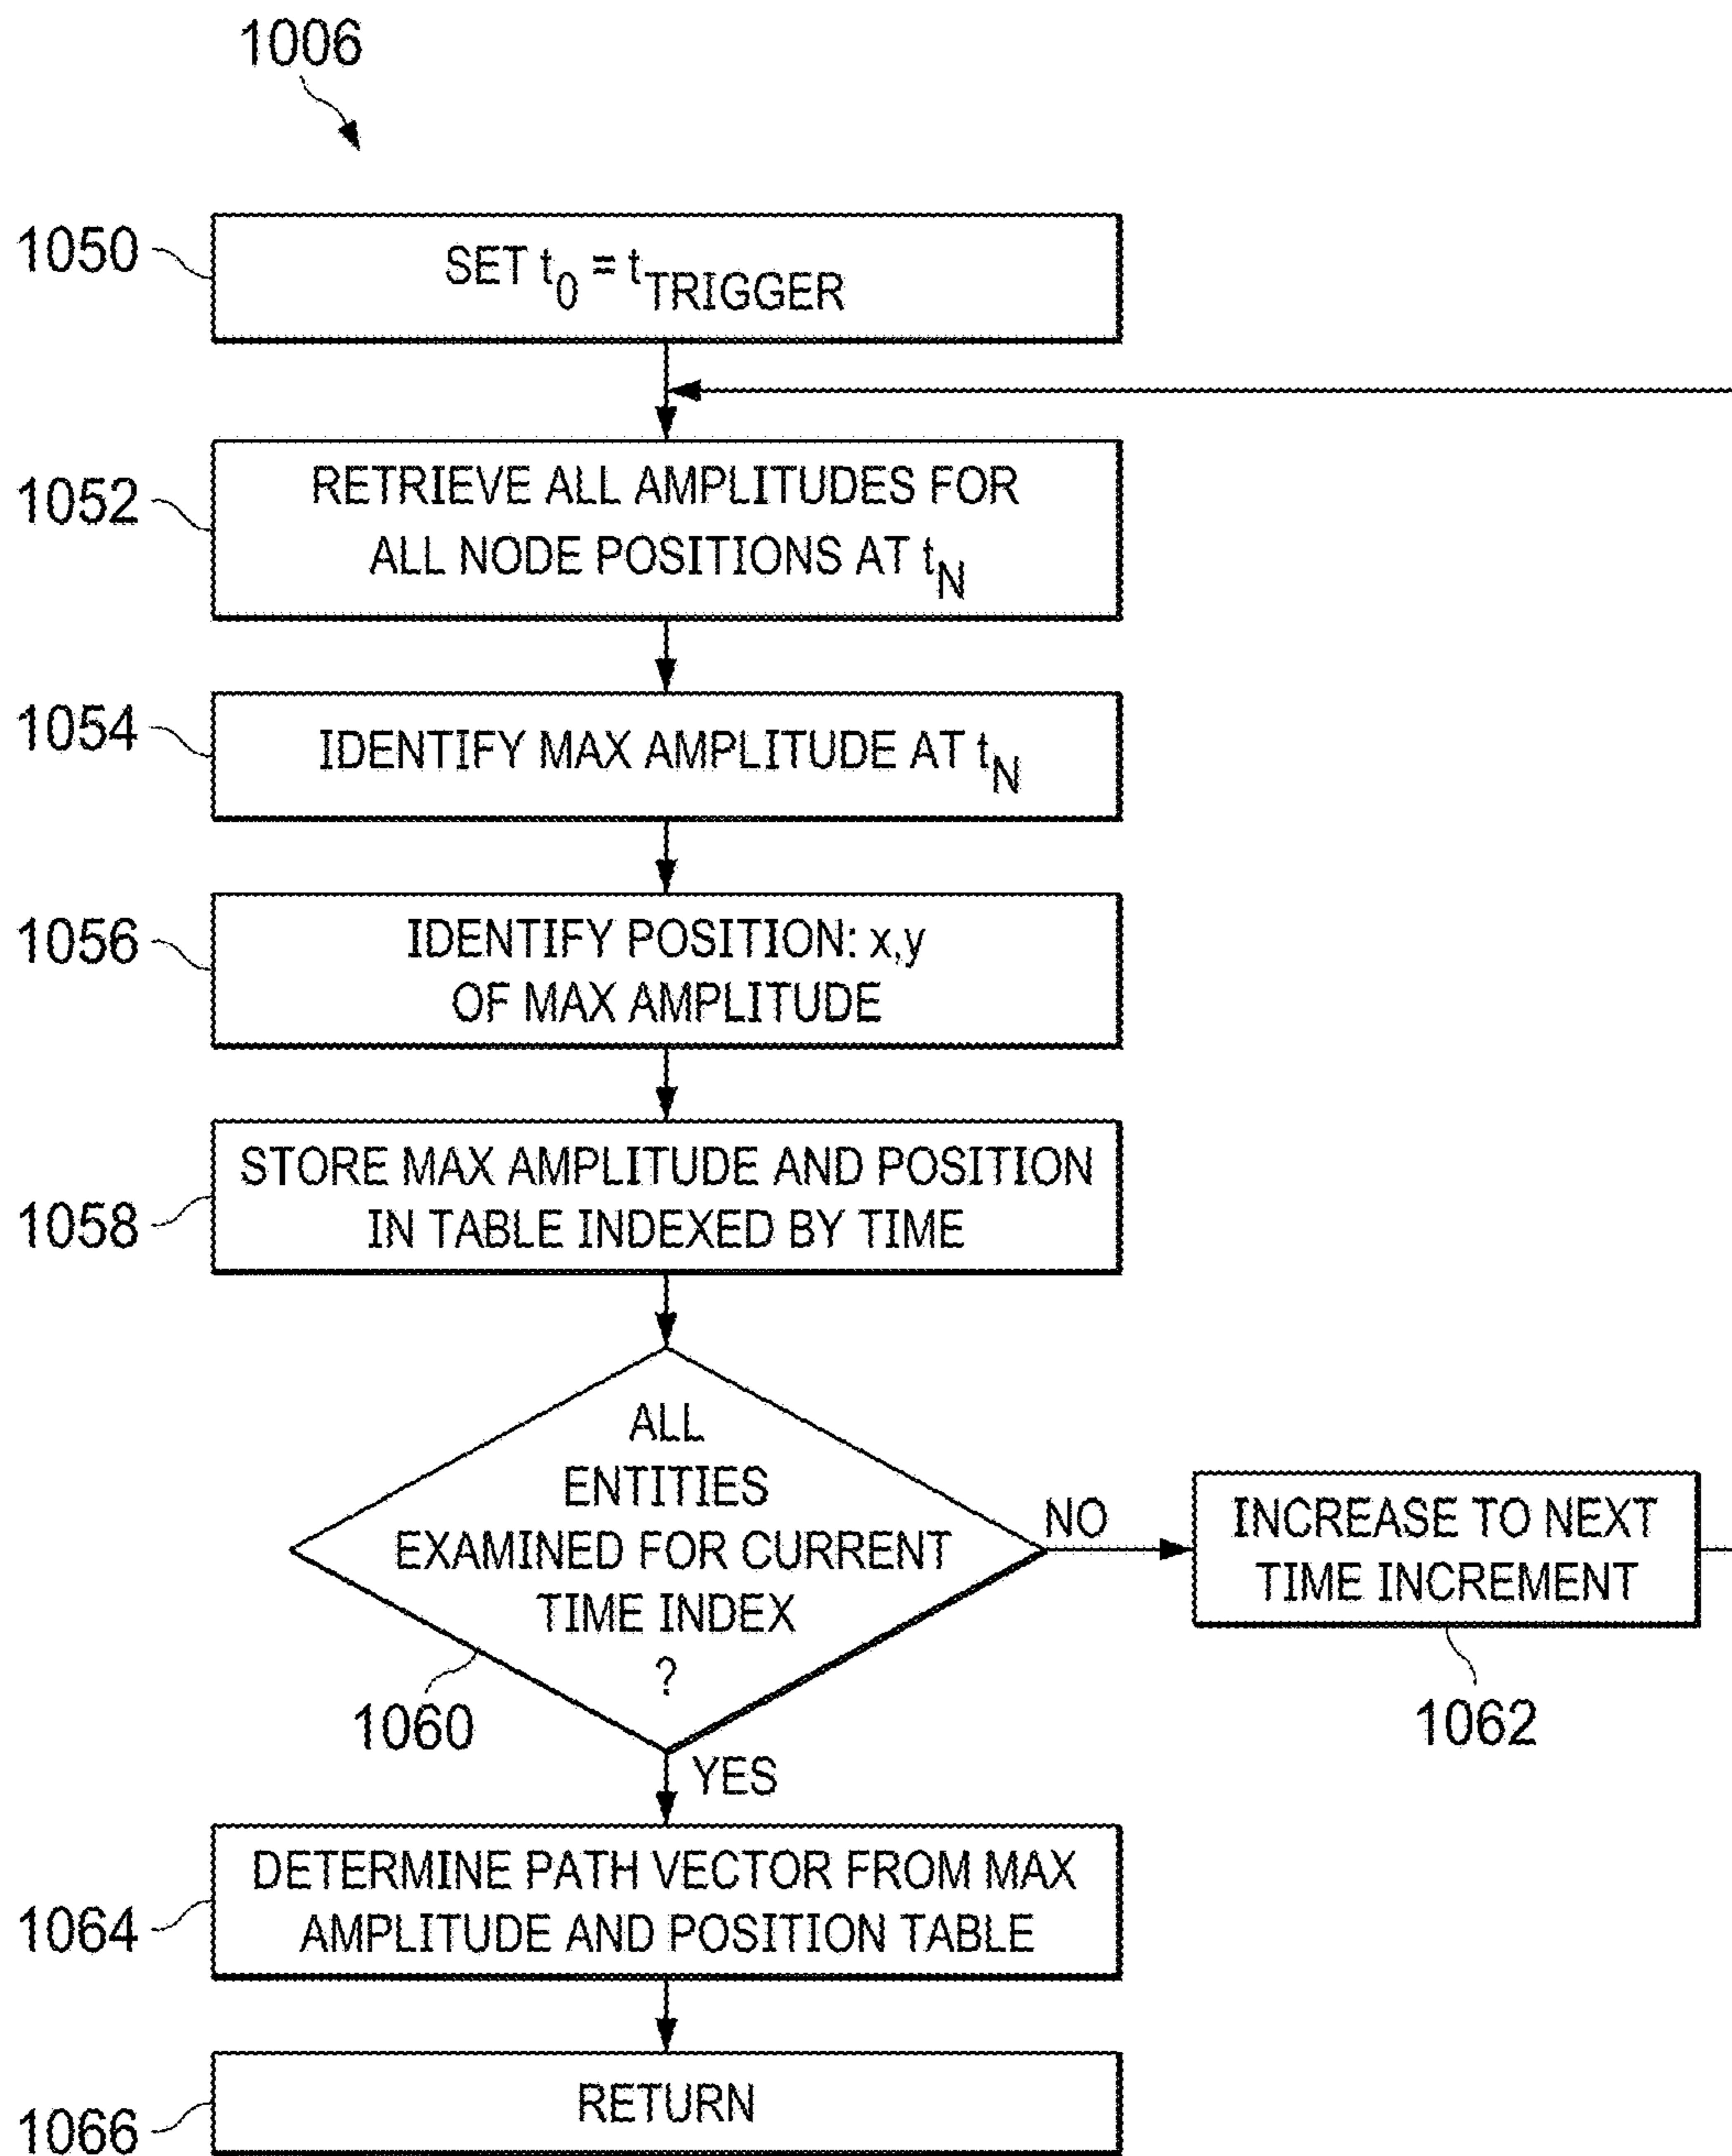 1006
1050
SET t0 = tTRIGGER
1052
RETRIEVE ALL AMPLITUDES FOR
ALL NODE POSITIONS AT tN
1054
IDENTIFY MAX AMPLITUDE AT tN
1056
IDENTIFY POSITION: x,y
OF MAX AMPLITUDE
1058
STORE MAX AMPLITUDE AND POSITION
IN TABLE INDEXED BY TIME
ALL
ENTITIES
EXAMINED FOR CURRENT
TIME INDEX
?
1060
NO
INCREASE TO NEXT
TIME INCREMENT
1062
YES
1064
DETERMINE PATH VECTOR FROM MAX
AMPLITUDE AND POSITION TABLE
1066
RETURN